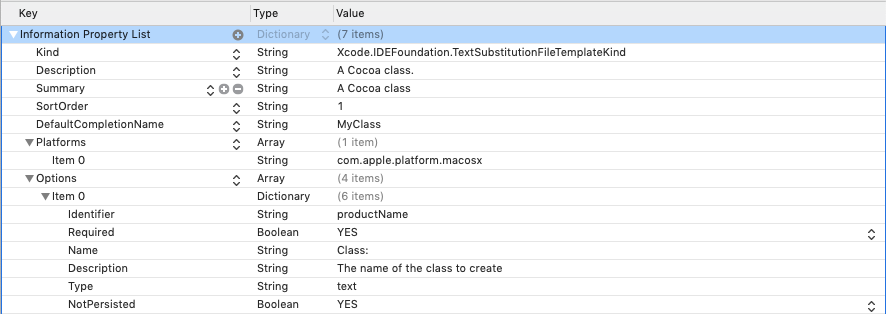 Key Type Value
Information Property List Dictionary (7 items)
Kind String Xcode.IDEFoundation.TextSubstitutionFileTemplateKind
Description String A Cocoa class.
Summary String A Cocoa class
SortOrder String 1
DefaultCompletionName String MyClass
Platforms Array (1 item)
Item 0 String com.apple.platform.macosx
Options Array (4 items)
Item 0 Dictionary (6 items)
Identifier String productName
Required Boolean YES
Name String Class:
Description String The name of the class to create
Type String text
NotPersisted Boolean YES